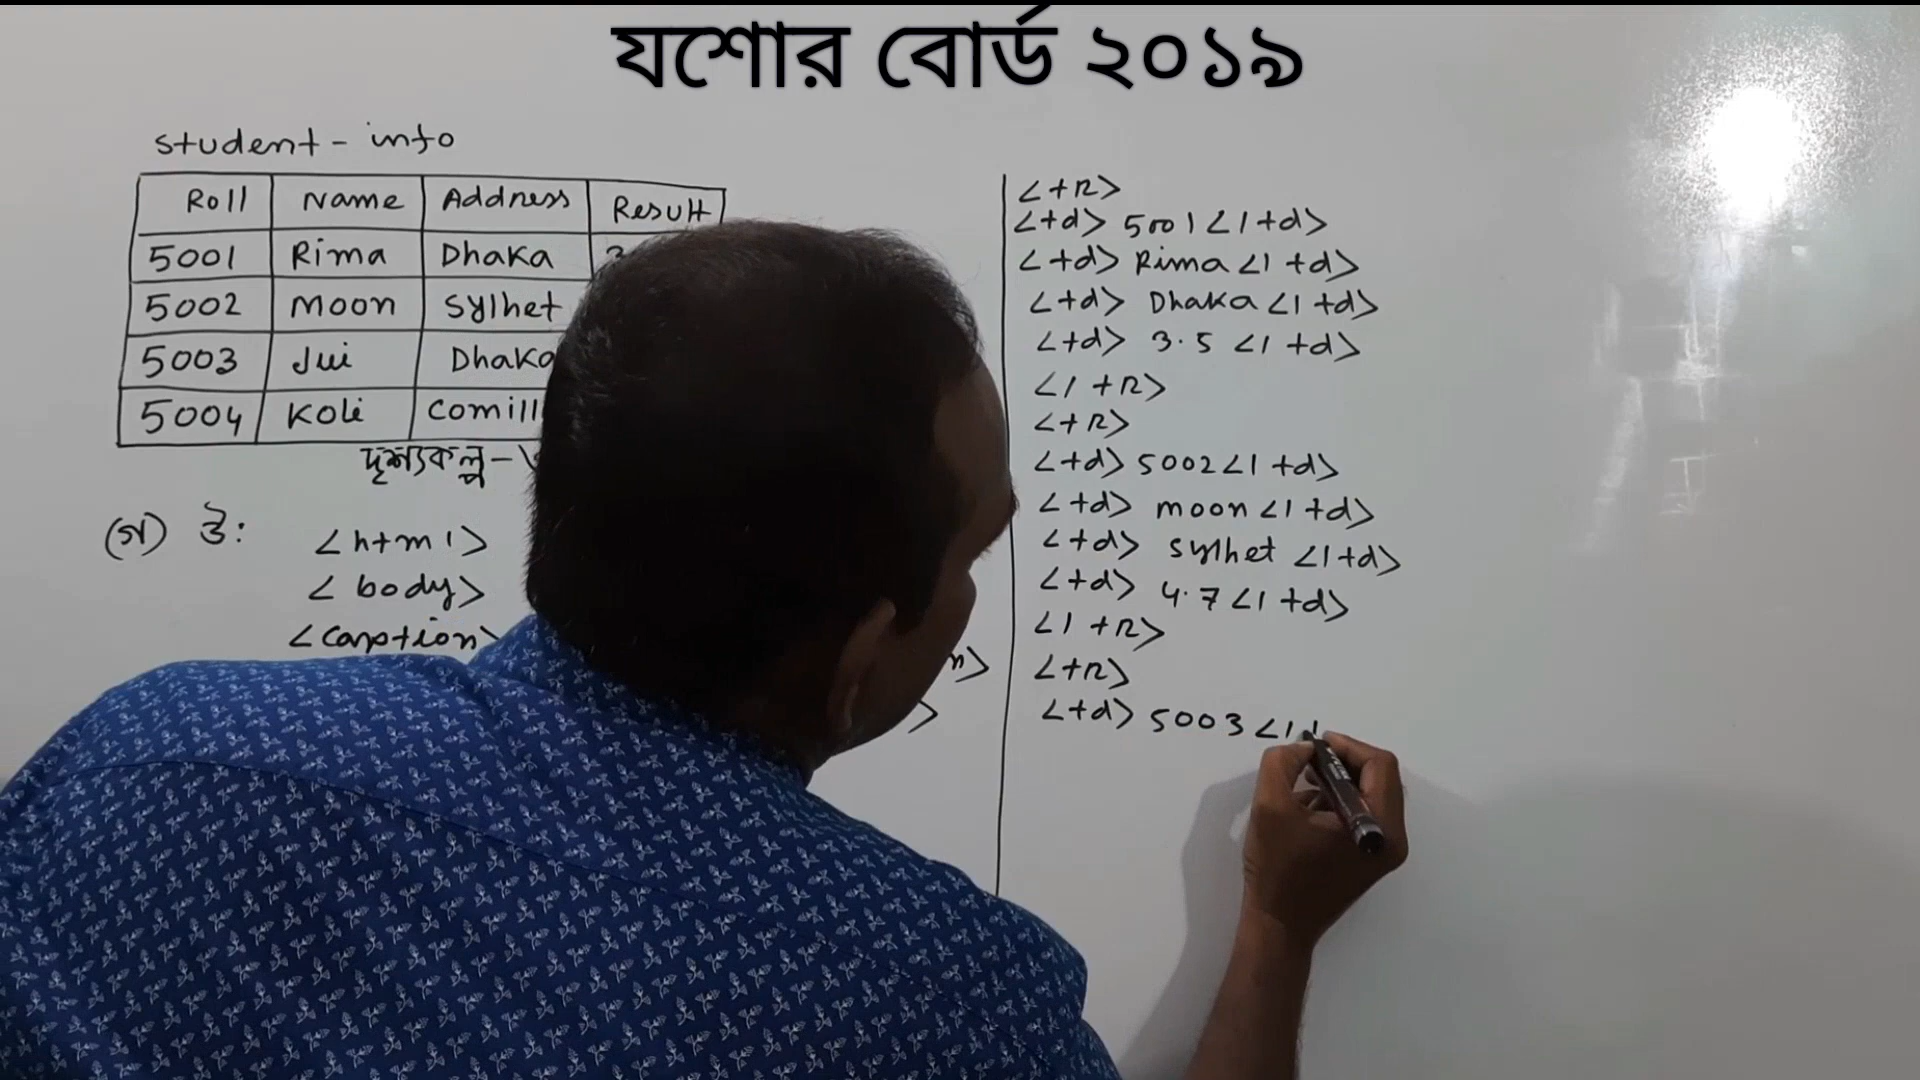 যশোর বোর্ড ২০১৯
student - info
Roll Name Address Result
5001 Rima Dhaka
5002 Moon Sylhet
5003 Jui Dhaka
5004 Koli
দৃশ্যকল্প-
(গ) উ:
<html>
<body>
<caption>
<tR>
<td> 5001</td>
<td> Rima </td>
<td> Dhaka </td>
<td> 3.5 </td>
</tR>
<tR>
<td> 5002</td>
<td> moon </td>
<td> sylhet </td>
<td> 4.7 </td>
</tR>
<tR>
<td> 5003 </t